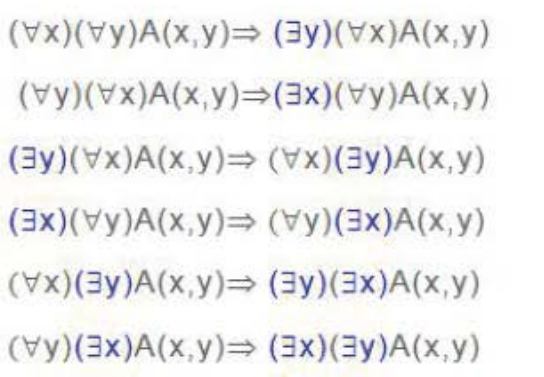 (∀x)(∀y)A(x,y)⇒ (∃y)(∀x)A(x,y)
(∀y)(∀x)A(x,y)⇒(∃x)(∀y)A(x,y)
(∃y)(∀x)A(x,y)⇒ (∀x)(∃y)A(x,y)
(∃x)(∀y)A(x,y)⇒ (∀y)(∃x)A(x,y)
(∀x)(∃y)A(x,y)⇒ (∃y)(∃x)A(x,y)
(∀y)(∃x)A(x,y)⇒ (∃x)(∃y)A(x,y)